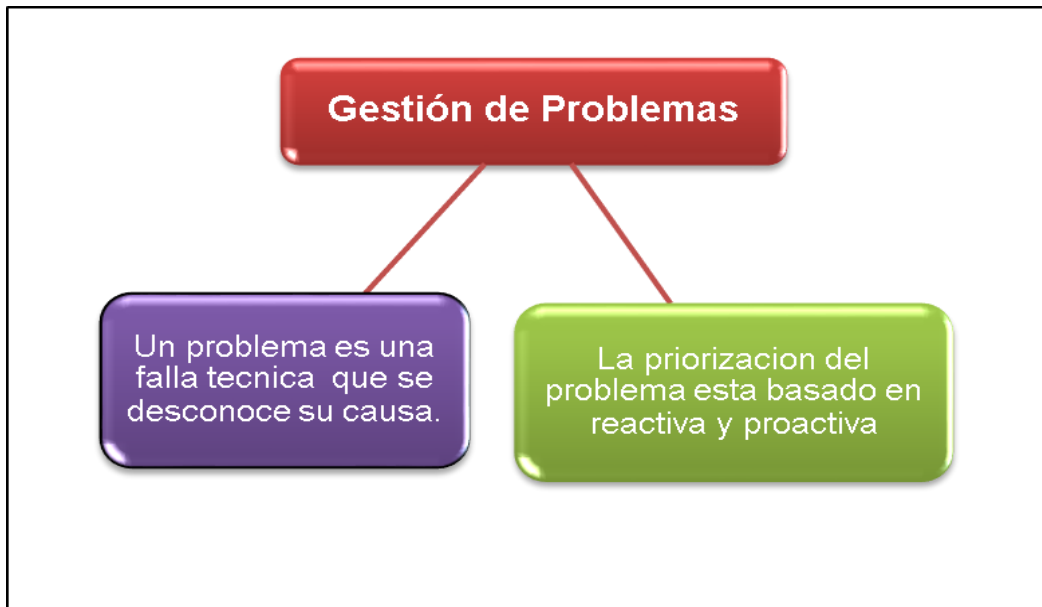 Gestión de Problemas
Un problema es una
falla tecnica que se
desconoce su causa.
La priorizacion del
problema esta basado en
reactiva y proactiva